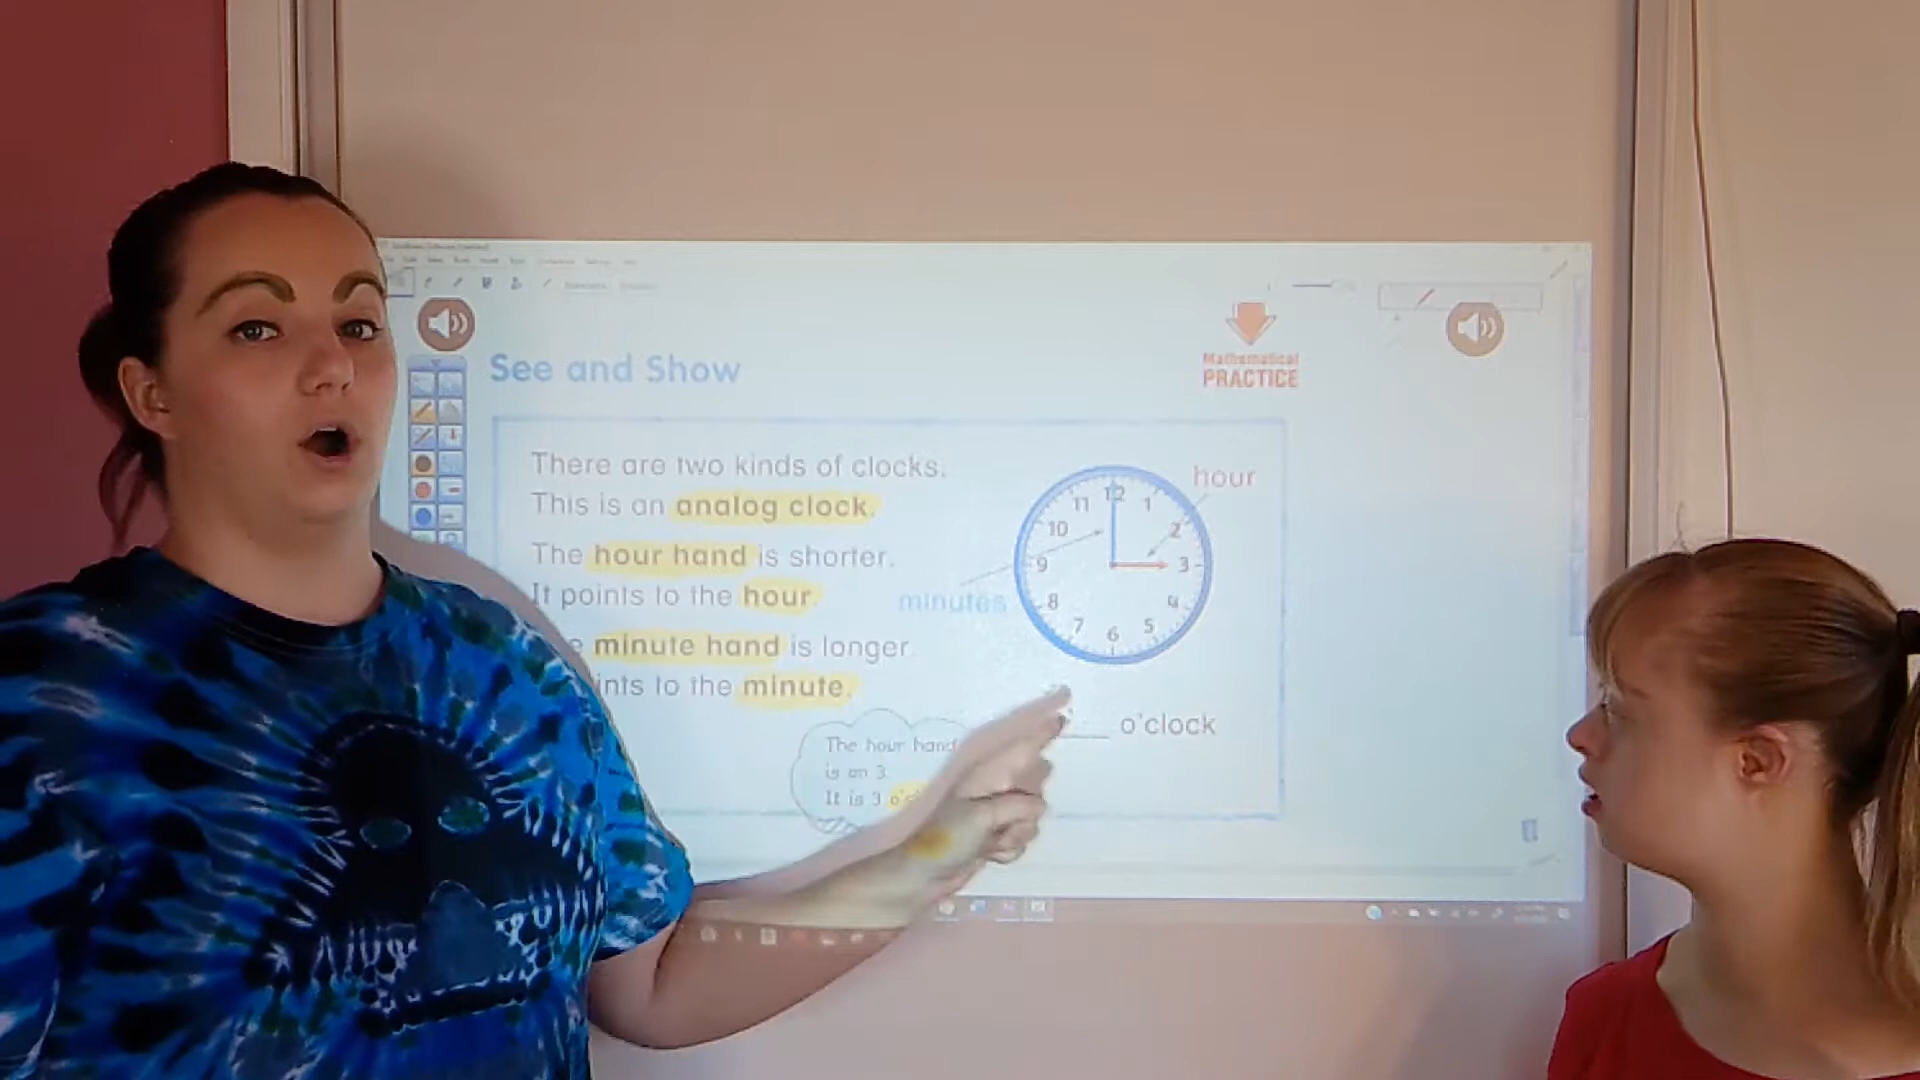 See and Show
Mathematical
PRACTICE
There are two kinds of clocks.
This is an analog clock.
The hour hand is shorter.
It points to the hour.
minute hand is longer.
to the minute.
The hour hand
is on 3.
It is 3
hour
minutes
12
1
2
3
4
5
6
7
8
9
10
11
o'clock